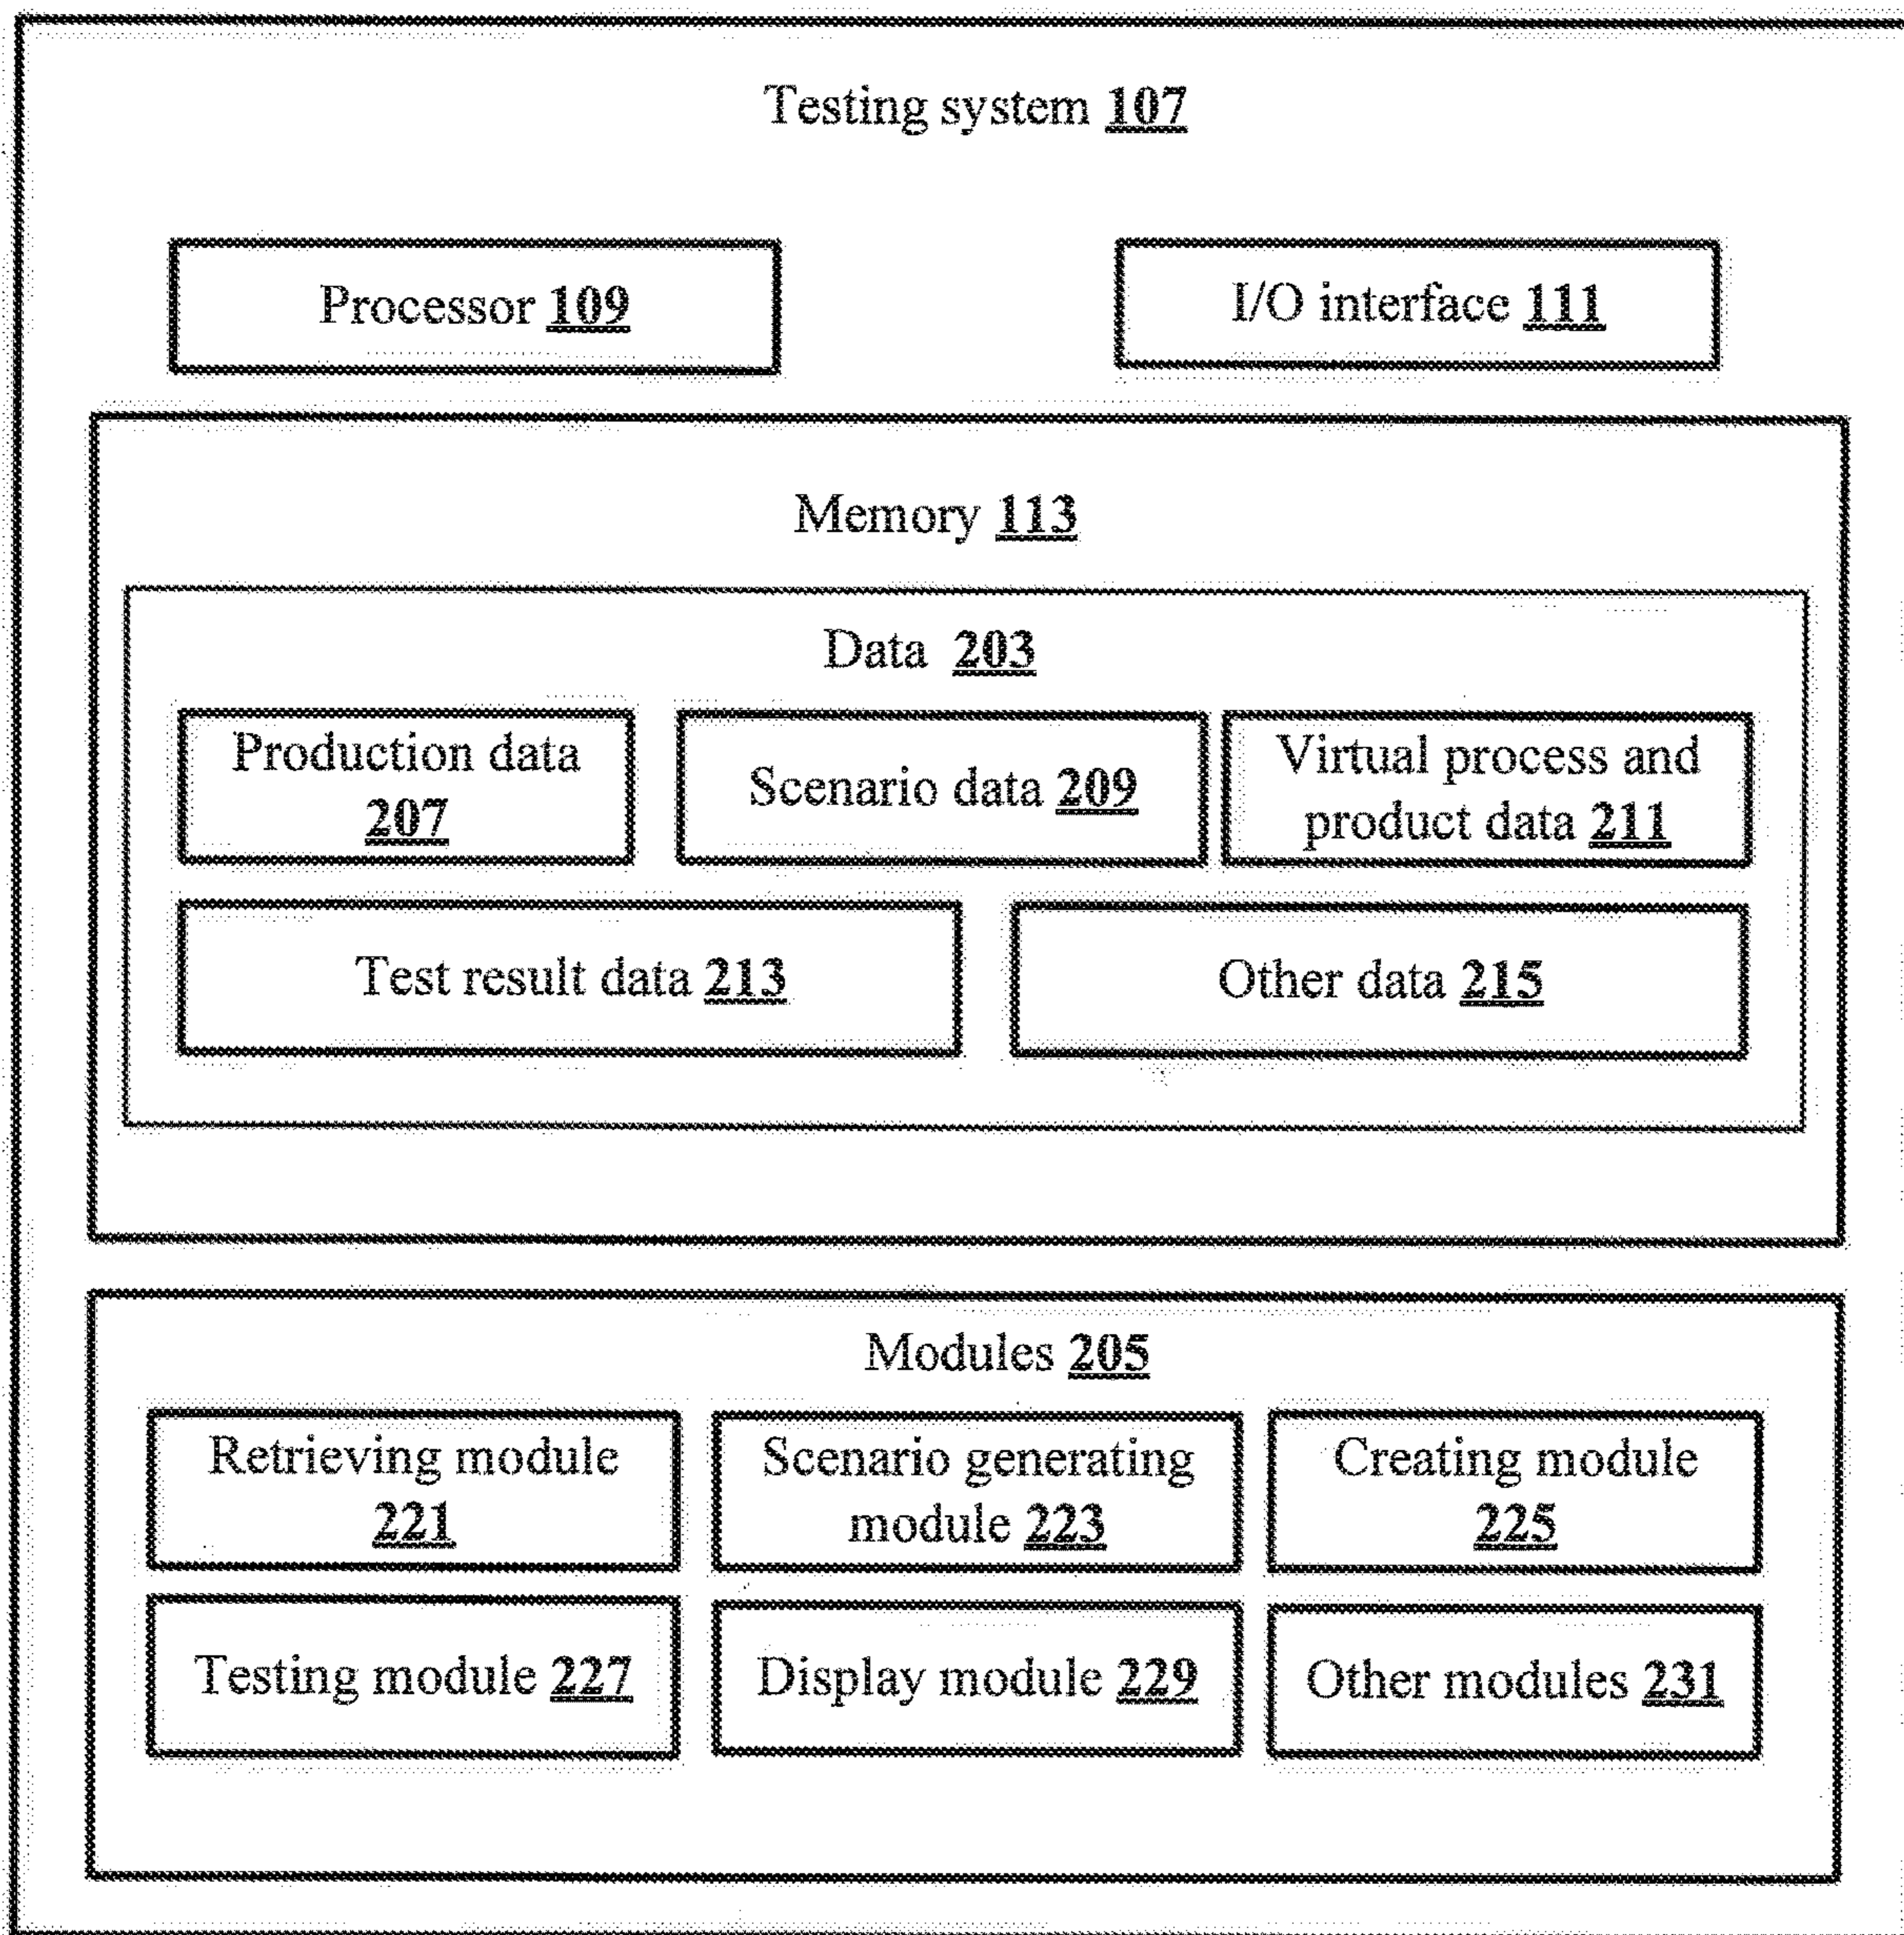 Testing system 107
Processor 109
I/O interface 111
Memory 113
Data 203
Production data
207
Scenario data 209
Virtual process and
product data 211
Test result data 213
Other data 215
Modules 205
Retrieving module
221
Scenario generating
module 223
Creating module
225
Testing module 227
Display module 229
Other modules 231